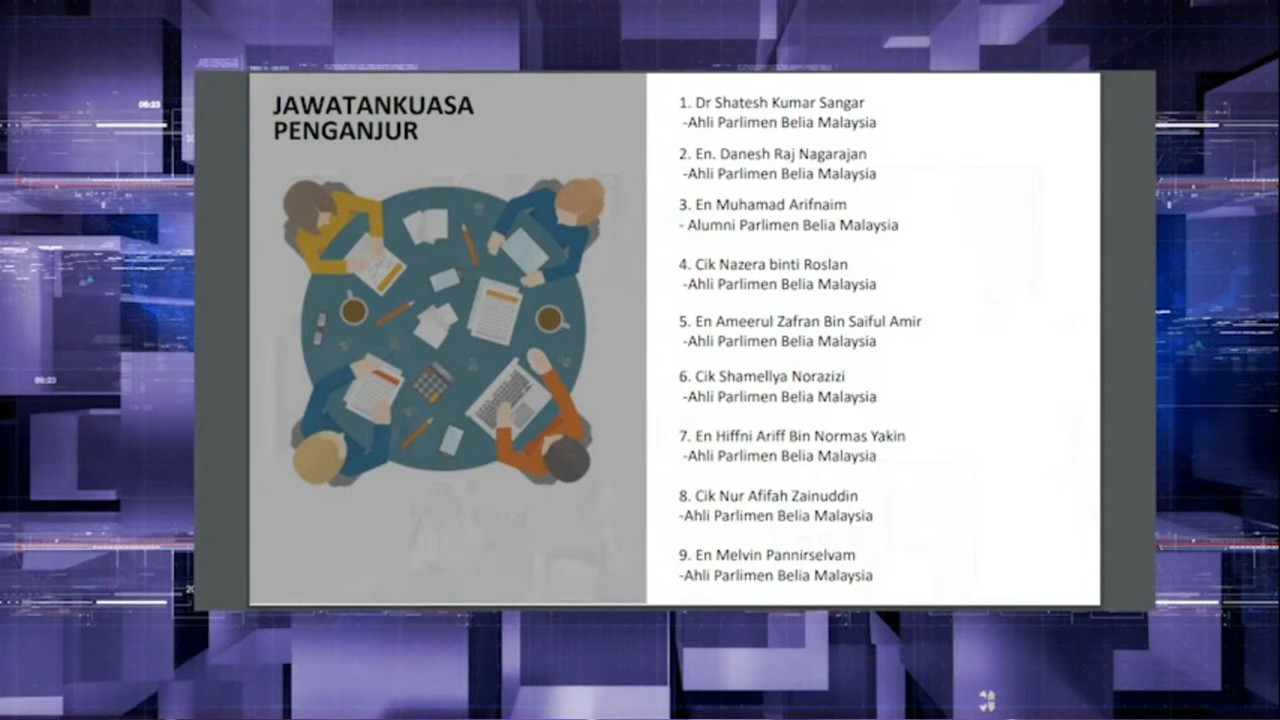 JAWATANKUASA
PENGANJUR
1. Dr Shatesh Kumar Sangar
-Ahli Parlimen Belia Malaysia
2. En. Danesh Raj Nagarajan
-Ahli Parlimen Belia Malaysia
3. En Muhamad Arifnaim
- Alumni Parlimen Belia Malaysia
4. Cik Nazera binti Roslan
-Ahli Parlimen Belia Malaysia
5. En Ameerul Zafran Bin Saiful Amir
-Ahli Parlimen Belia Malaysia
6. Cik Shamellya Norazizi
-Ahli Parlimen Belia Malaysia
7. En Hiffni Ariff Bin Normas Yakin
-Ahli Parlimen Belia Malaysia
8. Cik Nur Afifah Zainuddin
-Ahli Parlimen Belia Malaysia
9. En Melvin Pannirselvam
-Ahli Parlimen Belia Malaysia
06:23
06:23